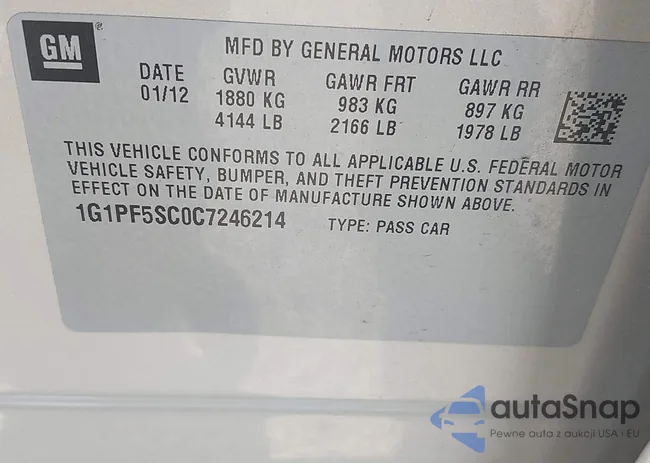 GM ®
MFD BY GENERAL MOTORS LLC
DATE GVWR GAWR FRT GAWR RR
01/12 1880 KG 983 KG 897 KG
4144 LB 2166 LB 1978 LB
THIS VEHICLE CONFORMS TO ALL APPLICABLE U.S. FEDERAL MOTOR
VEHICLE SAFETY, BUMPER, AND THEFT PREVENTION STANDARDS IN
EFFECT ON THE DATE OF MANUFACTURE SHOWN ABOVE.
1G1PF5SC0C7246214 TYPE: PASS CAR
autaSnap
Pewne auta z aukcji USA i EU